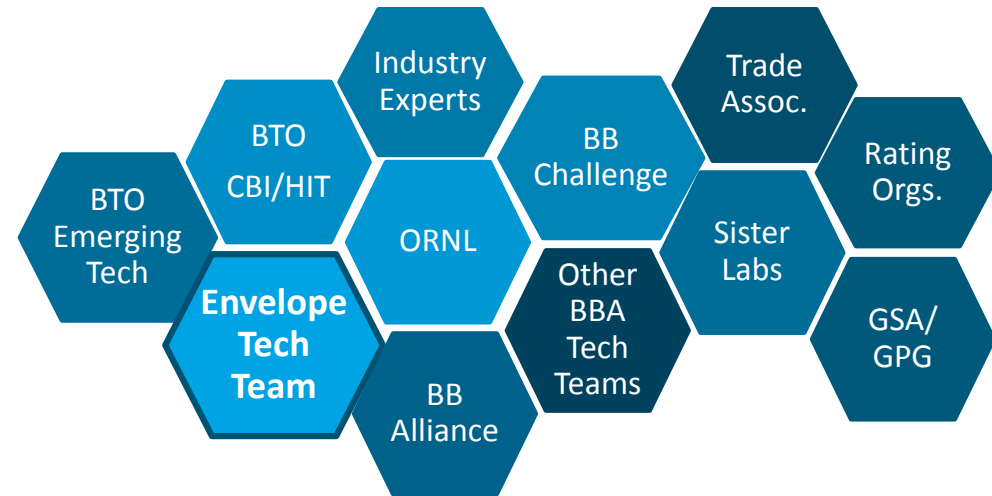 Industry
Experts
Trade
Assoc.
BTO
CBI/HIT
BB
Challenge
Rating
Orgs.
BTO
Emerging
Tech
ORNL
Sister
Labs
Envelope
Tech
Team
Other
BBA
Tech
Teams
GSA/
GPG
BB
Alliance